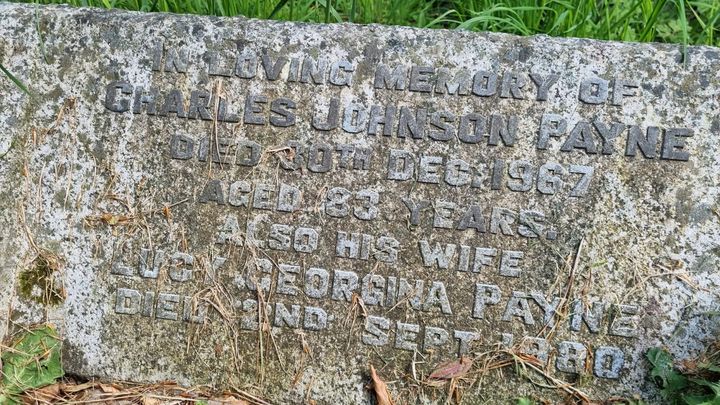 IN LOVING MEMORY OF
CHARLES JOHNSON PAYNE
DIED 30TH DEC. 1967
AGED 83 YEARS.
ALSO HIS WIFE
LUCY GEORGINA PAYNE
DIED 2ND SEPT. 1980